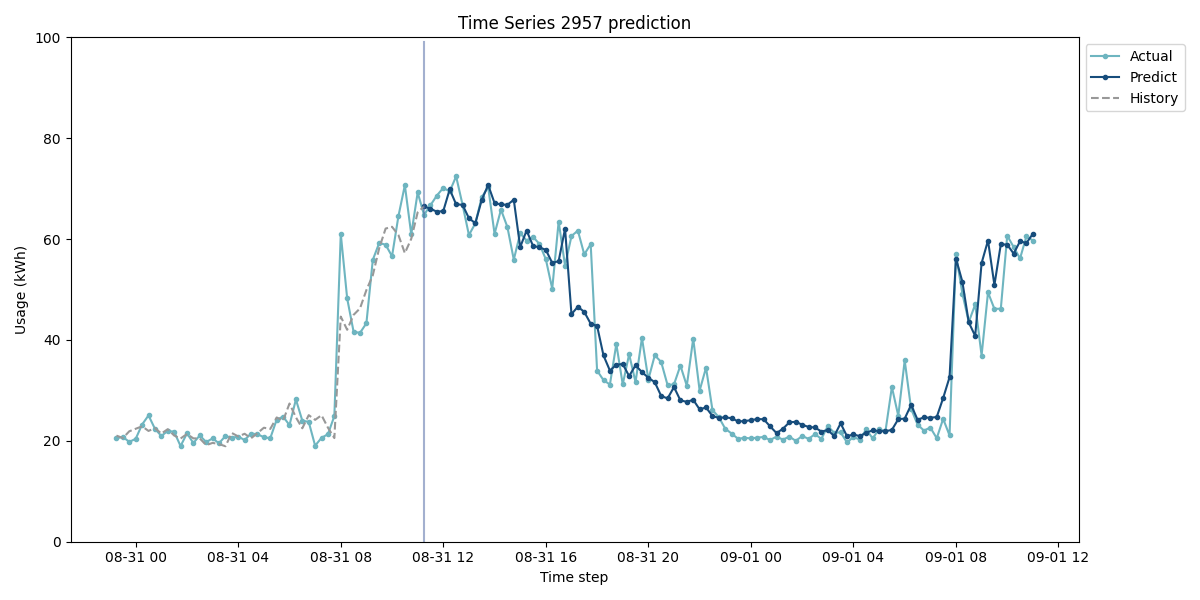 Time Series 2957 prediction
100
80
60
40
20
0
Usage (kWh)
08-31 00
08-31 04
08-31 08
08-31 12
08-31 16
08-31 20
09-01 00
09-01 04
09-01 08
09-01 12
Time step
Actual
Predict
History